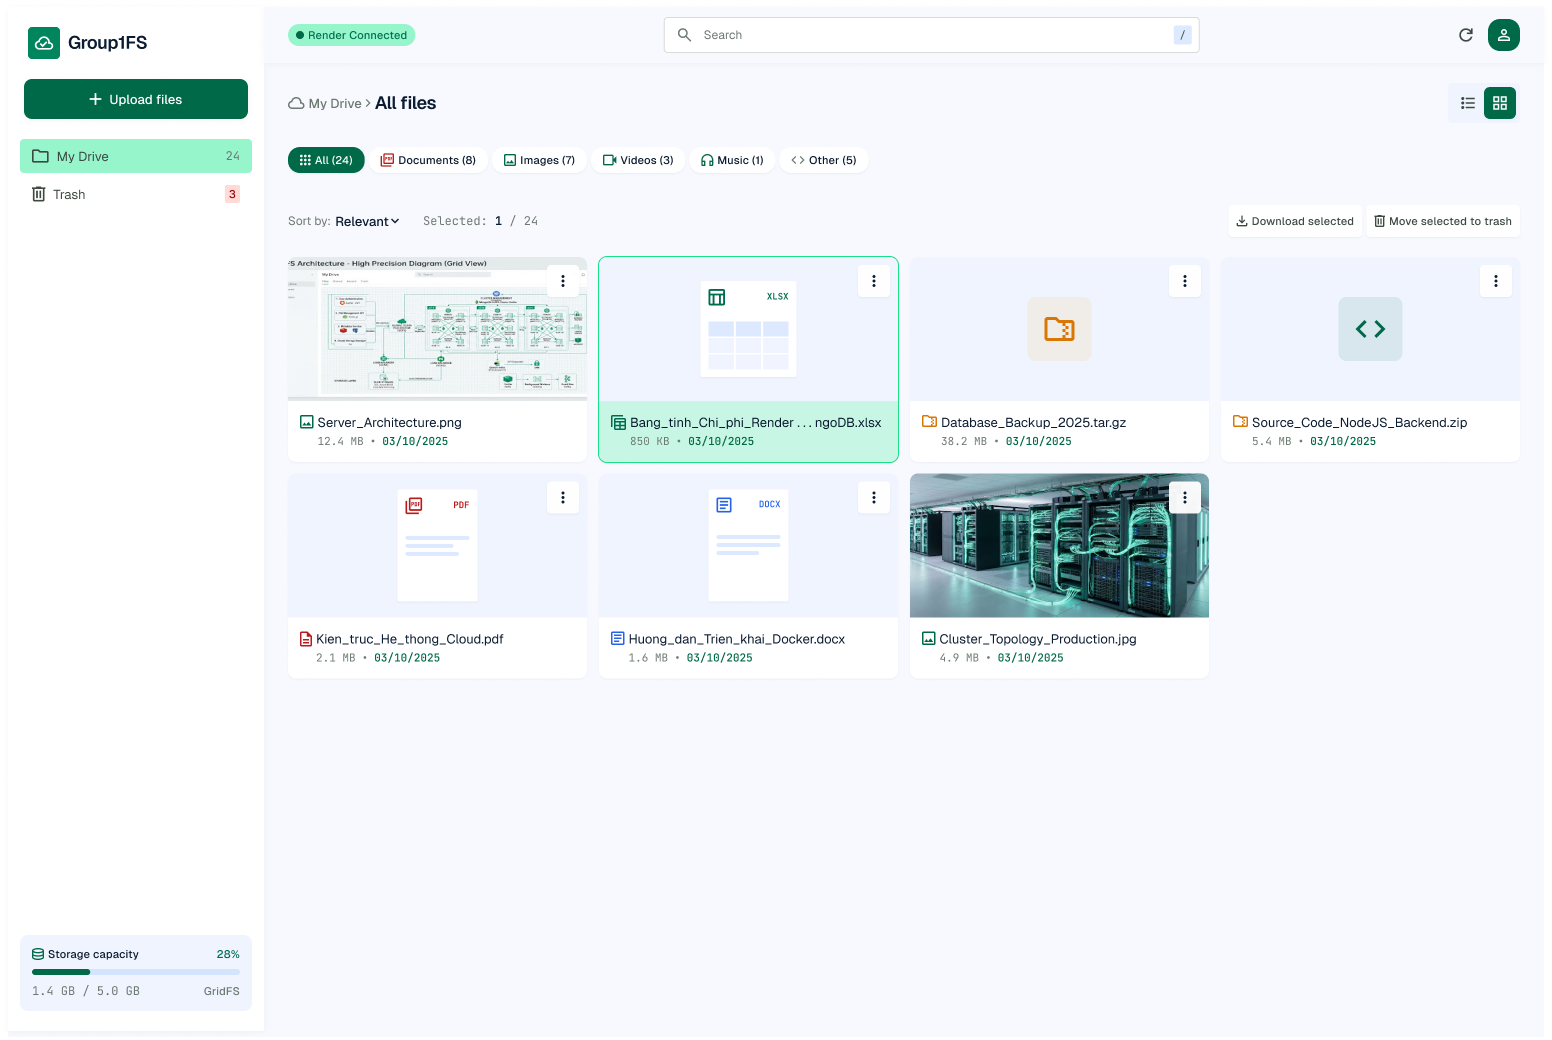 Group1FS
Render Connected
Search
/
Upload files
My Drive > All files
My Drive 24
All (24)
Documents (8)
Images (7)
Videos (3)
Music (1)
Other (5)
Trash 3
Sort by: Relevant
Selected: 1 / 24
Download selected
Move selected to trash
FS Architecture - High Precision Diagram (Grid View)
My Drive
XLSX
Server_Architecture.png
12.4 MB • 03/10/2025
Bang_tinh_Chi_phi_Render ... ngoDB.xlsx
850 KB • 03/10/2025
Database_Backup_2025.tar.gz
38.2 MB • 03/10/2025
Source_Code_NodeJS_Backend.zip
5.4 MB • 03/10/2025
PDF
PDF
DOCX
Kien_truc_He_thong_Cloud.pdf
2.1 MB • 03/10/2025
Huong_dan_Trien_khai_Docker.docx
1.6 MB • 03/10/2025
Cluster_Topology_Production.jpg
4.9 MB • 03/10/2025
Storage capacity 28%
1.4 GB / 5.0 GB GridFS